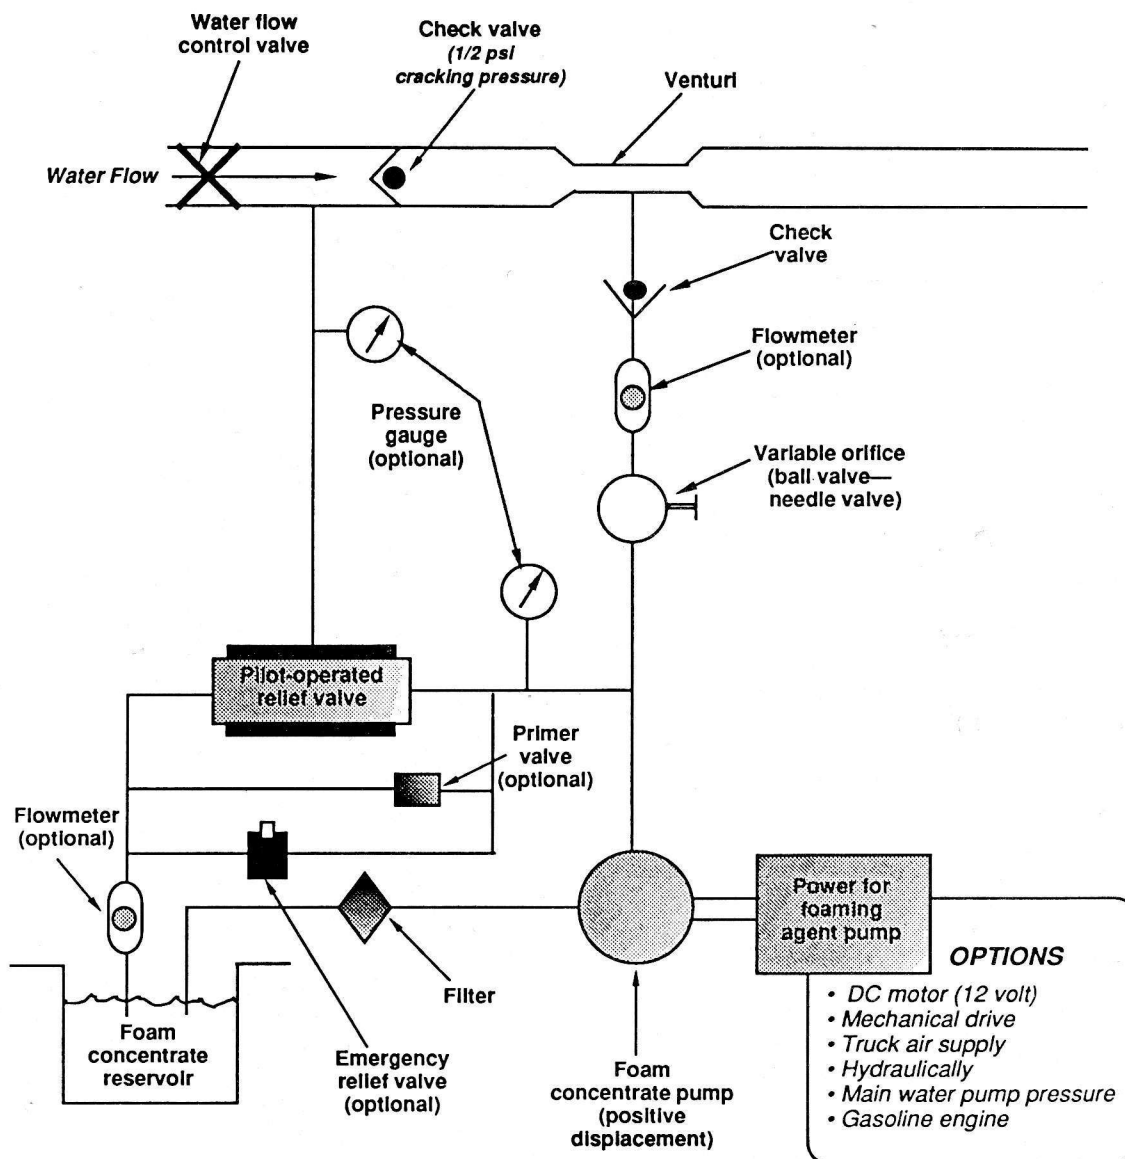 Water flow
control valve
Check valve
(1/2 psi
cracking pressure)
Venturi
Water Flow
Check
valve
Flowmeter
(optional)
Pressure
gauge
(optional)
Variable orifice
(ball valve—
needle valve)
Pilot-operated
relief valve
Primer
valve
(optional)
Flowmeter
(optional)
Power for
foaming
agent pump
OPTIONS
• DC motor (12 volt)
• Mechanical drive
• Truck air supply
• Hydraulically
• Main water pump pressure
• Gasoline engine
Filter
Foam
concentrate
reservoir
Emergency
relief valve
(optional)
Foam
concentrate pump
(positive
displacement)